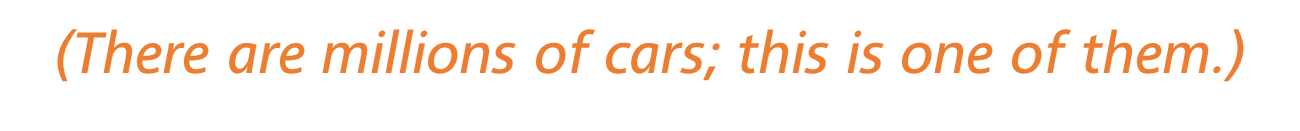 (There are millions of cars; this is one of them.)